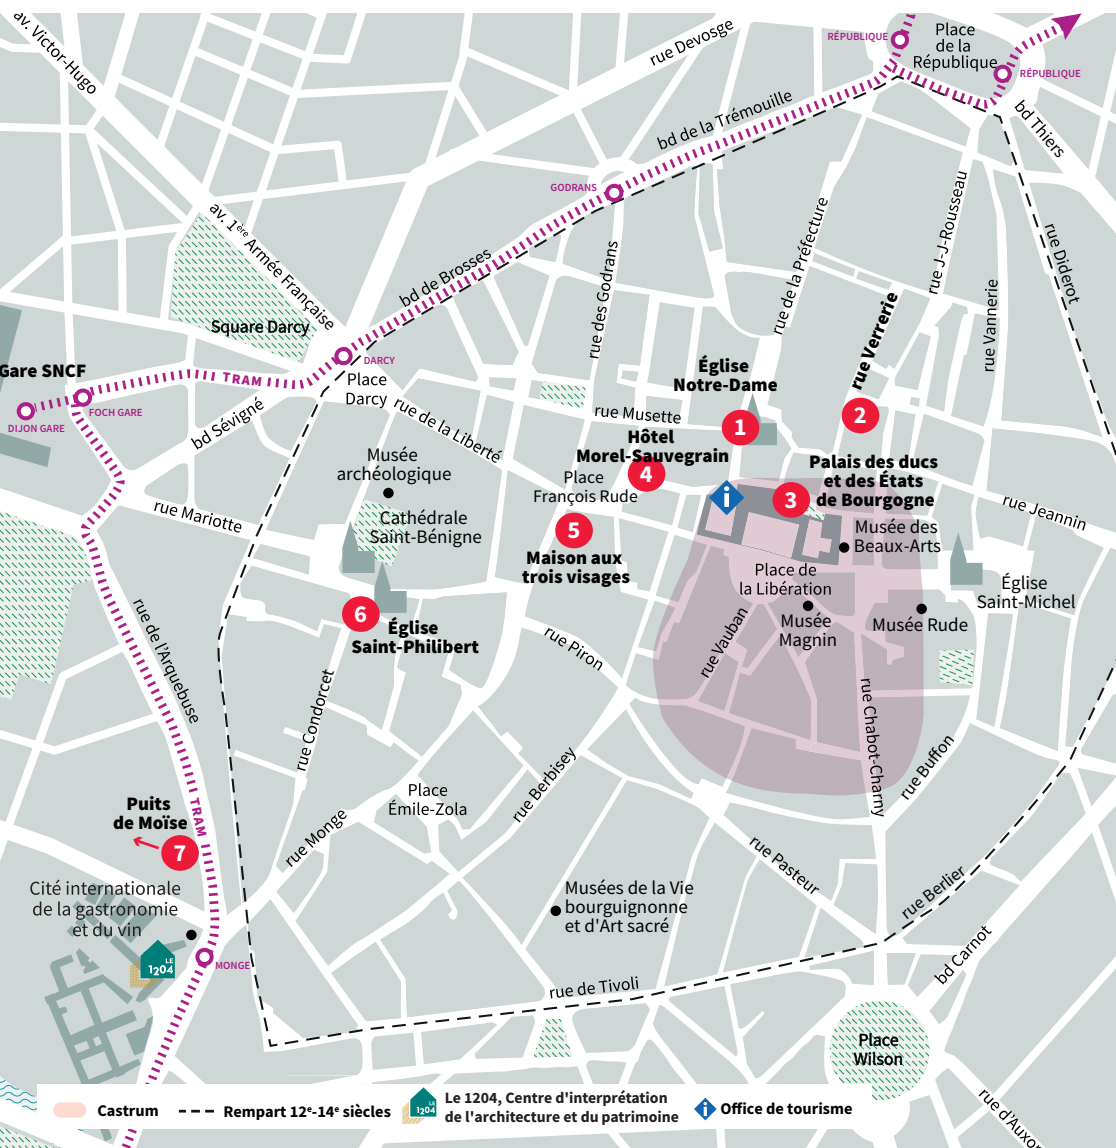 av. Victor-Hugo
rue Devosge
RÉPUBLIQUE
Place
de la
République
RÉPUBLIQUE
bd Thiers
bd de la Trémouille
GODRANS
rue J-J-Rousseau
rue de la Préfecture
rue Diderot
av. 1ère Armée Française
bd de Brosses
rue des Godrans
rue Vannerie
rue Verrerie
Square Darcy
Gare SNCF
DARCY
TRAM
Place
Darcy
FOCH GARE
DIJON GARE
bd Sévigné
rue de la Liberté
rue Musette
Église
Notre-Dame
1
2
Hôtel
Morel-Sauvegrain
4
Musée
archéologique
Place
François Rude
i
3
Palais des ducs
et des États
de Bourgogne
rue Jeannin
rue Mariotte
Cathédrale
Saint-Bénigne
5
Maison aux
trois visages
Musée des
Beaux-Arts
Place de
la Libération
Église
Saint-Michel
6
Église
Saint-Philibert
Musée
Magnin
Musée Rude
rue de l'Arquebuse
rue Piron
rue Vauban
rue Condorcet
rue Chabot-Charny
rue Buffon
rue Berbisey
Place
Émile-Zola
TRAM
Puits
de Moïse
7
rue Monge
rue Pasteur
rue Berlier
Cité internationale
de la gastronomie
et du vin
Musées de la Vie
bourguignonne
et d'Art sacré
LE
1204
MONGE
bd Carnot
rue de Tivoli
Place
Wilson
rue d'Auxon
Castrum
Rempart 12e-14e siècles
LE
1204
Le 1204, Centre d'interprétation
de l'architecture et du patrimoine
i
Office de tourisme